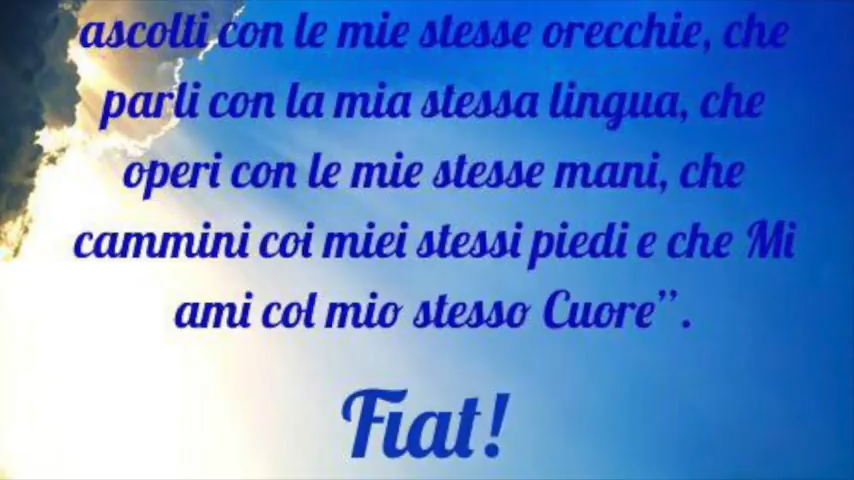 ascolti con le mie stesse orecchie, che
parli con la mia stessa lingua, che
operi con le mie stesse mani, che
cammini coi miei stessi piedi e che Mi
ami col mio stesso Cuore”.
Fiat!